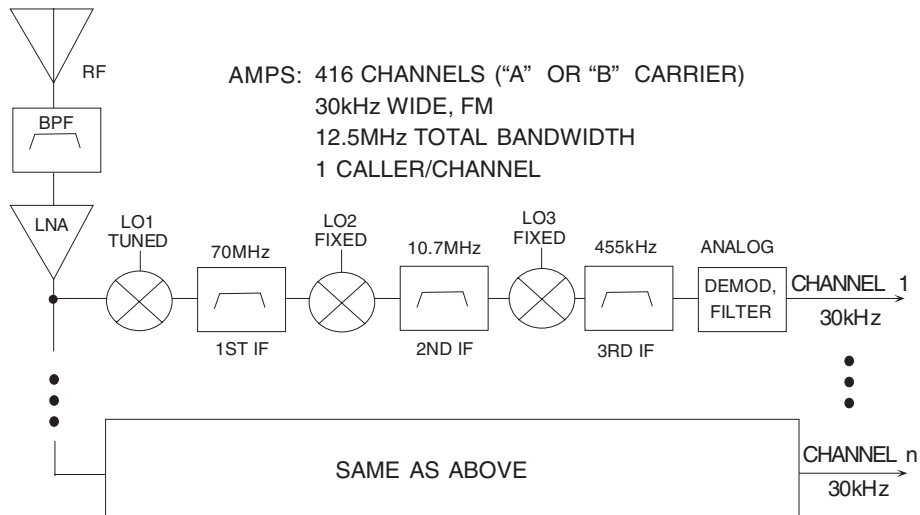 RF
AMPS: 416 CHANNELS (“A” OR “B” CARRIER)
30kHz WIDE, FM
12.5MHz TOTAL BANDWIDTH
1 CALLER/CHANNEL
BPF
LNA
LO1
TUNED
70MHz
1ST IF
LO2
FIXED
10.7MHz
2ND IF
LO3
FIXED
455kHz
3RD IF
ANALOG
DEMOD,
FILTER
CHANNEL 1
30kHz
SAME AS ABOVE
CHANNEL n
30kHz